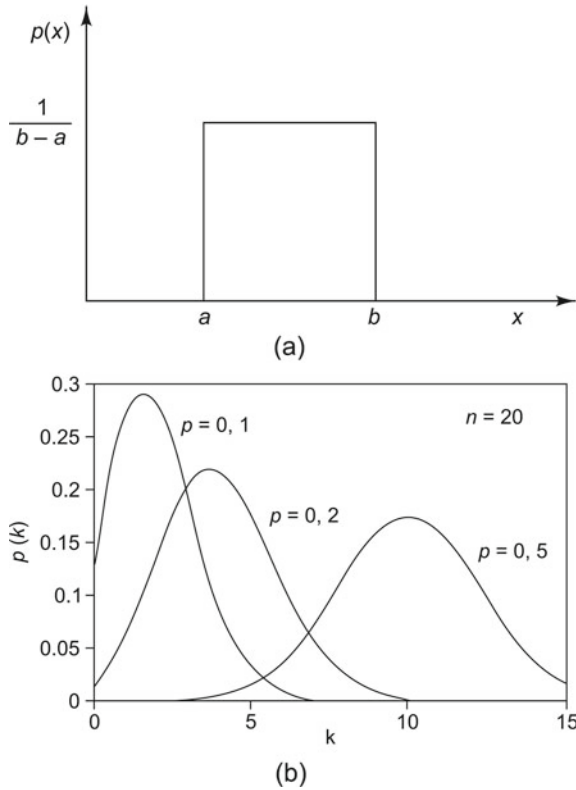 p(x)
1
b – a
a b x
(a)
0.3
0.25
0.2
0.15
0.1
0.05
0
p (k)
n = 20
p = 0, 1
p = 0, 2
p = 0, 5
0 5 10 15
k
(b)